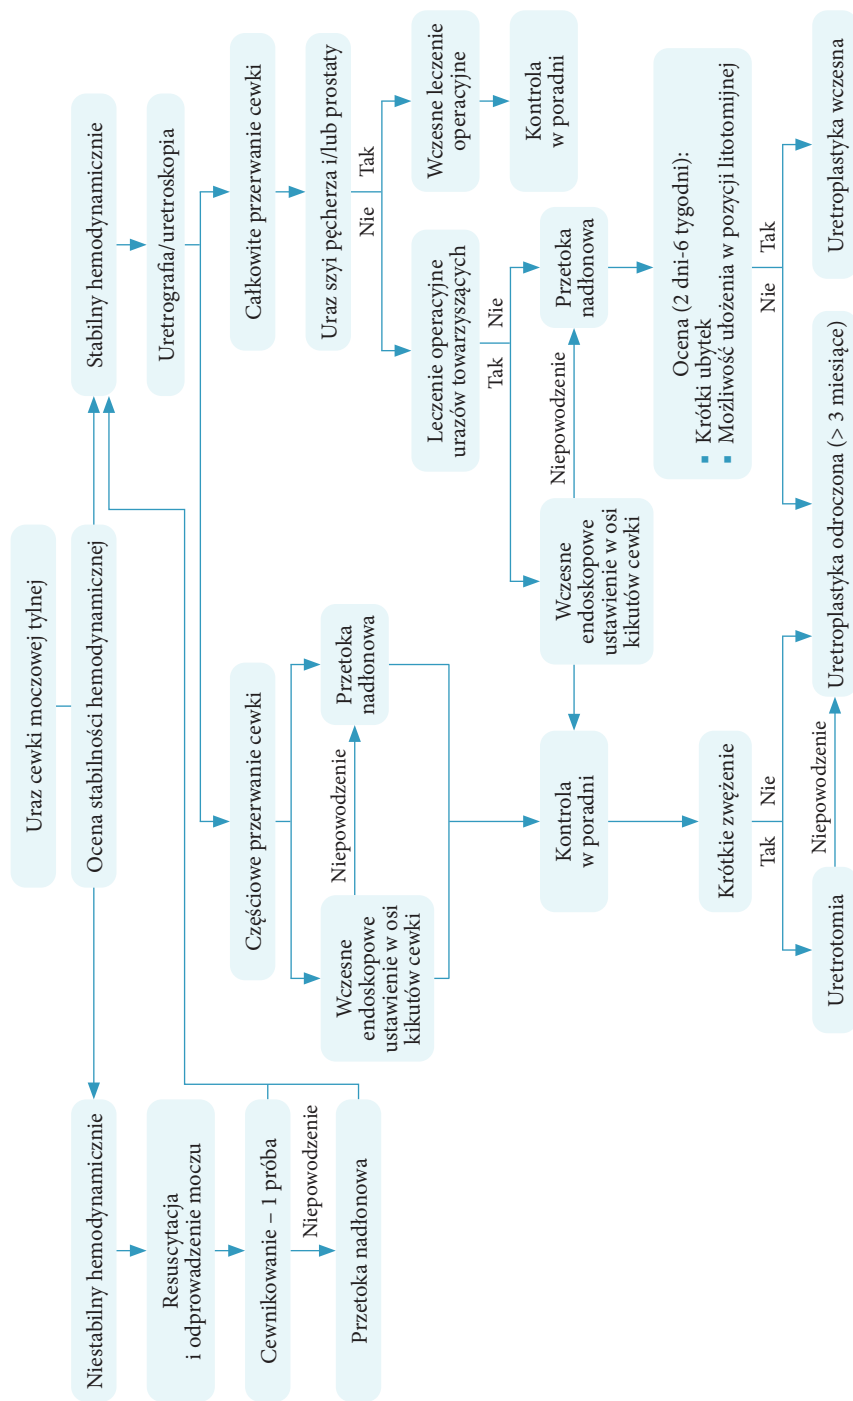 Uraz cewki moczowej tylnej
Ocena stabilności hemodynamicznej
Niestabilny hemodynamicznie
Stabilny hemodynamicznie
Resuscytacja
i odprowadzenie moczu
Uretrografia/uretroskopia
Cewnikowanie – 1 próba
Niepowodzenie
Przetoka nadłonowa
Częściowe przerwanie cewki
Całkowite przerwanie cewki
Wczesne
endoskopowe
ustawienie w osi
kikutów cewki
Niepowodzenie
Przetoka
nadłonowa
Uraz szyi pęcherza i/lub prostaty
Nie
Tak
Leczenie operacyjne
urazów towarzyszących
Wczesne leczenie
operacyjne
Tak
Nie
Kontrola
w poradni
Kontrola
w poradni
Wczesne
endoskopowe
ustawienie w osi
kikutów cewki
Niepowodzenie
Przetoka
nadłonowa
Ocena (2 dni-6 tygodni):
▪ Krótki ubytek
▪ Możliwość ułożenia w pozycji litotomijnej
Krótkie zwężenie
Tak
Nie
Nie
Tak
Uretrotomia
Niepowodzenie
Uretroplastyka odroczona (> 3 miesiące)
Uretroplastyka wczesna